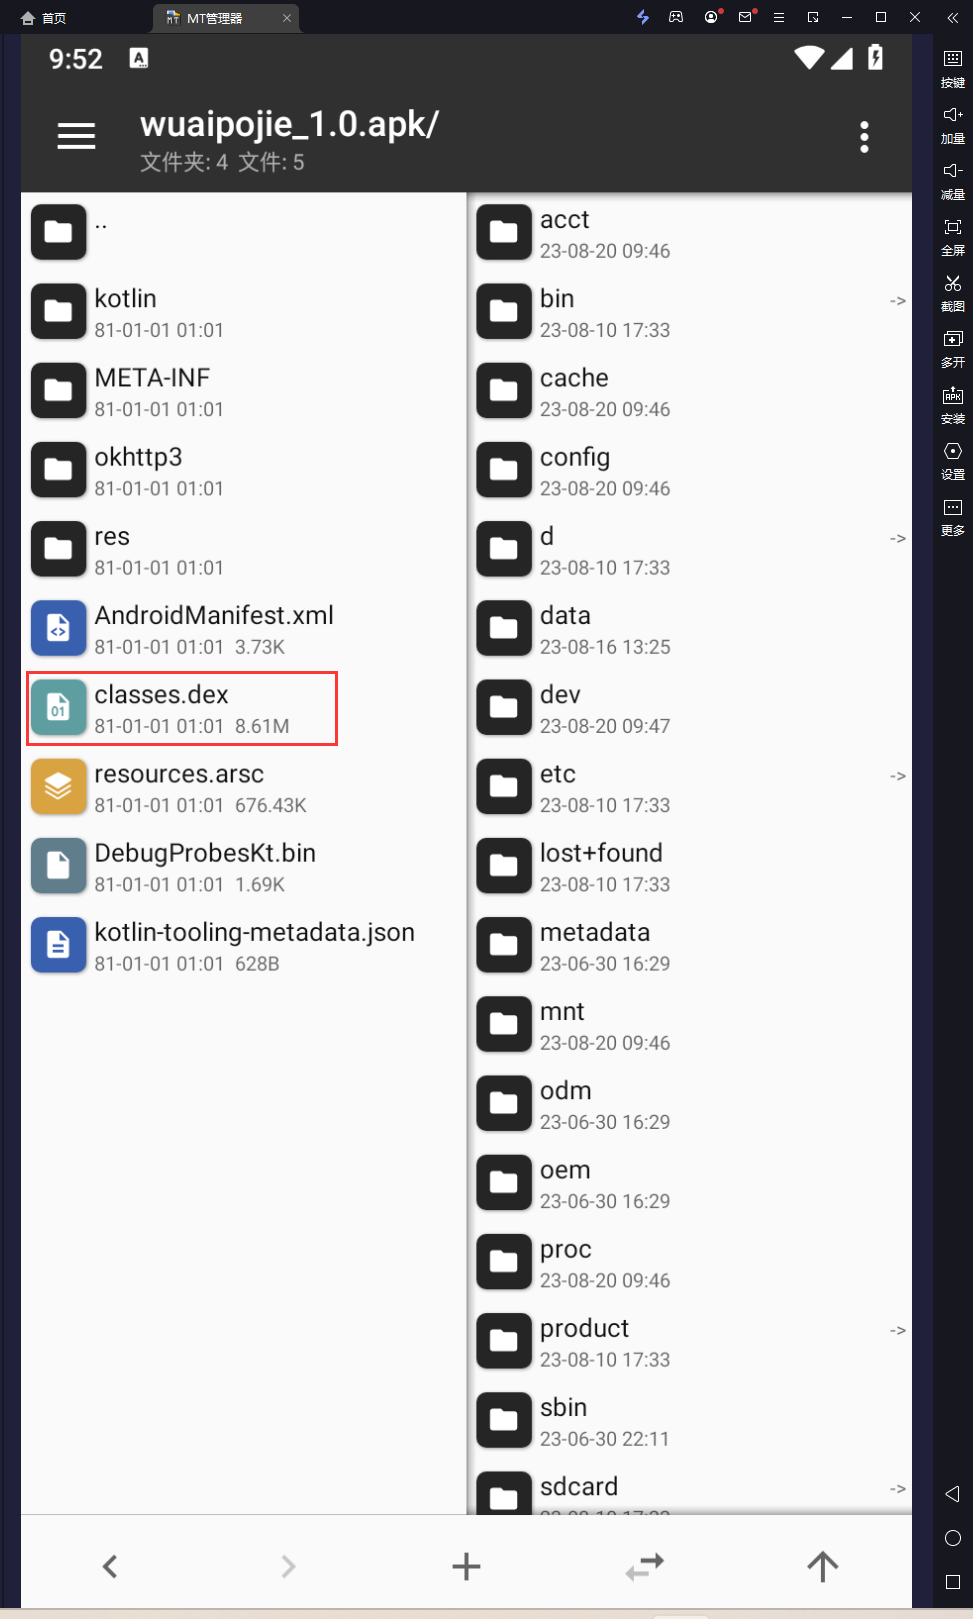 首页
MT管理器
9:52
A
wuaipojie_1.0.apk/
文件夹: 4 文件: 5
..
kotlin
81-01-01 01:01
META-INF
81-01-01 01:01
okhttp3
81-01-01 01:01
res
81-01-01 01:01
AndroidManifest.xml
81-01-01 01:01 3.73K
01
classes.dex
81-01-01 01:01 8.61M
resources.arsc
81-01-01 01:01 676.43K
DebugProbesKt.bin
81-01-01 01:01 1.69K
kotlin-tooling-metadata.json
81-01-01 01:01 628B
acct
23-08-20 09:46
bin
->
23-08-10 17:33
cache
23-08-20 09:46
config
23-08-20 09:46
d
->
23-08-10 17:33
data
23-08-16 13:25
dev
23-08-20 09:47
etc
->
23-08-10 17:33
lost+found
23-08-10 17:33
metadata
23-06-30 16:29
mnt
23-08-20 09:46
odm
23-06-30 16:29
oem
23-06-30 16:29
proc
23-08-20 09:46
product
->
23-08-10 17:33
sbin
23-06-30 22:11
sdcard
->
按键
加量
减量
全屏
截图
多开
APK
安装
设置
更多